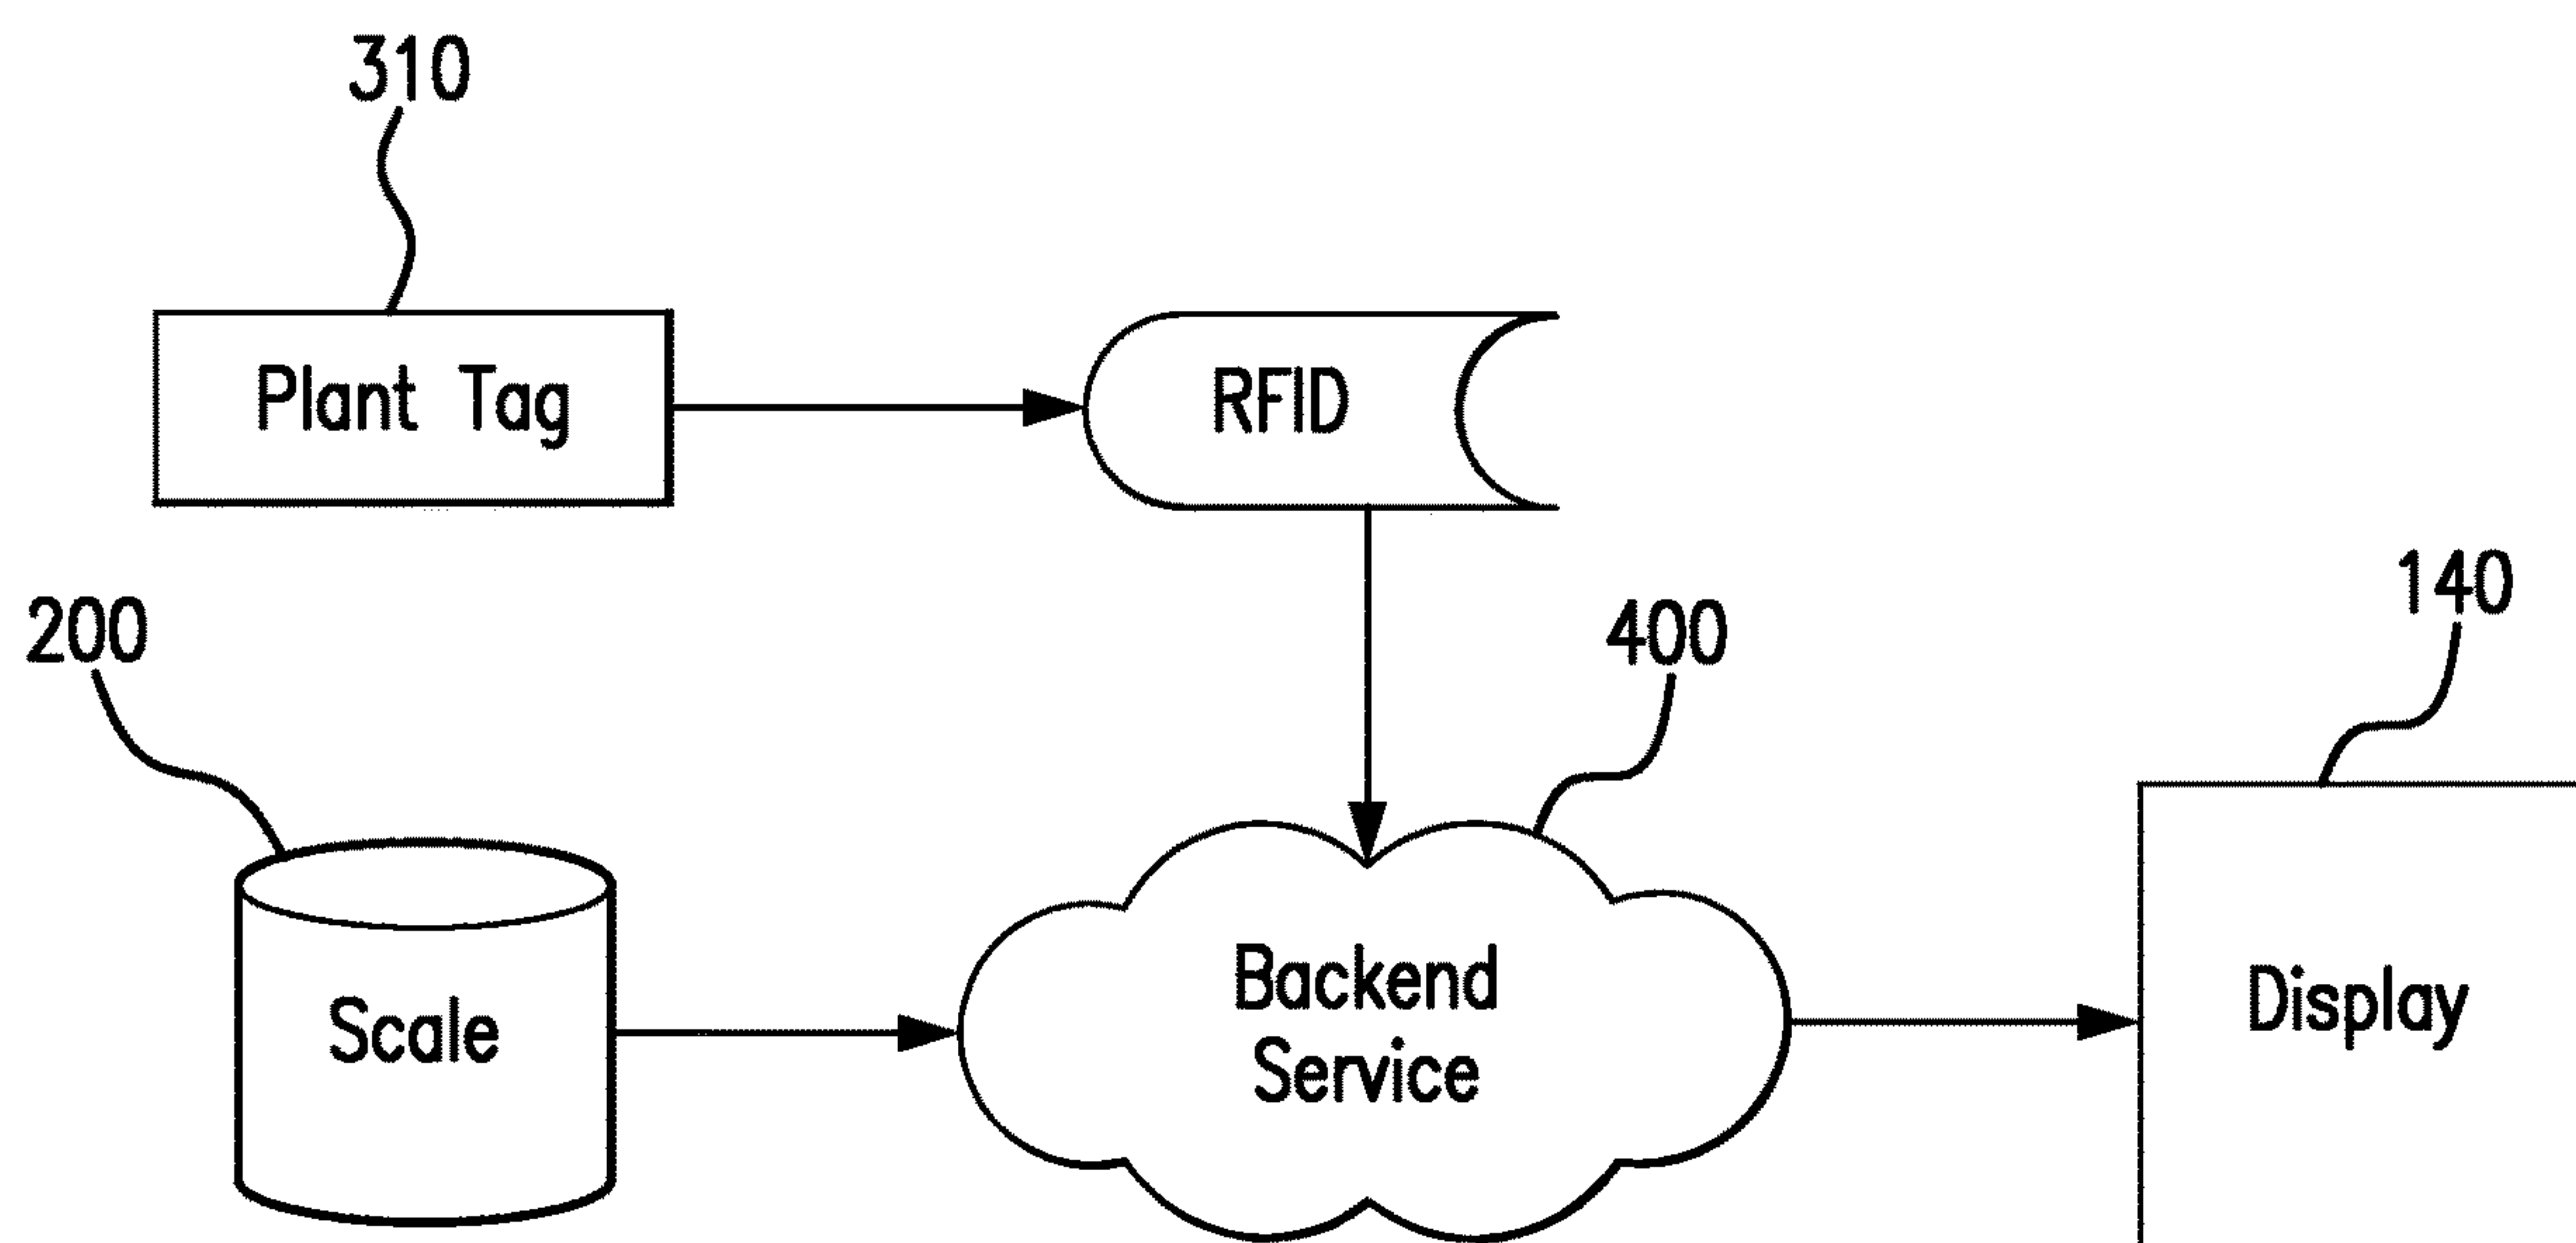 310
Plant Tag
RFID
200
400
140
Scale
Backend
Service
Display